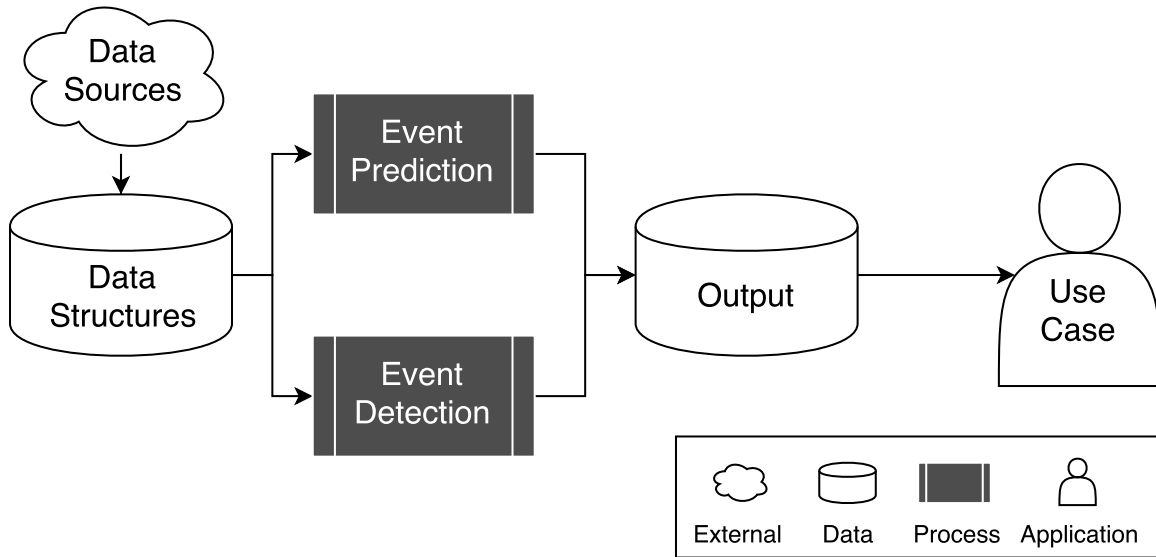 Data
Sources
Data
Structures
Event
Prediction
Event
Detection
Output
Use
Case
External
Data
Process
Application